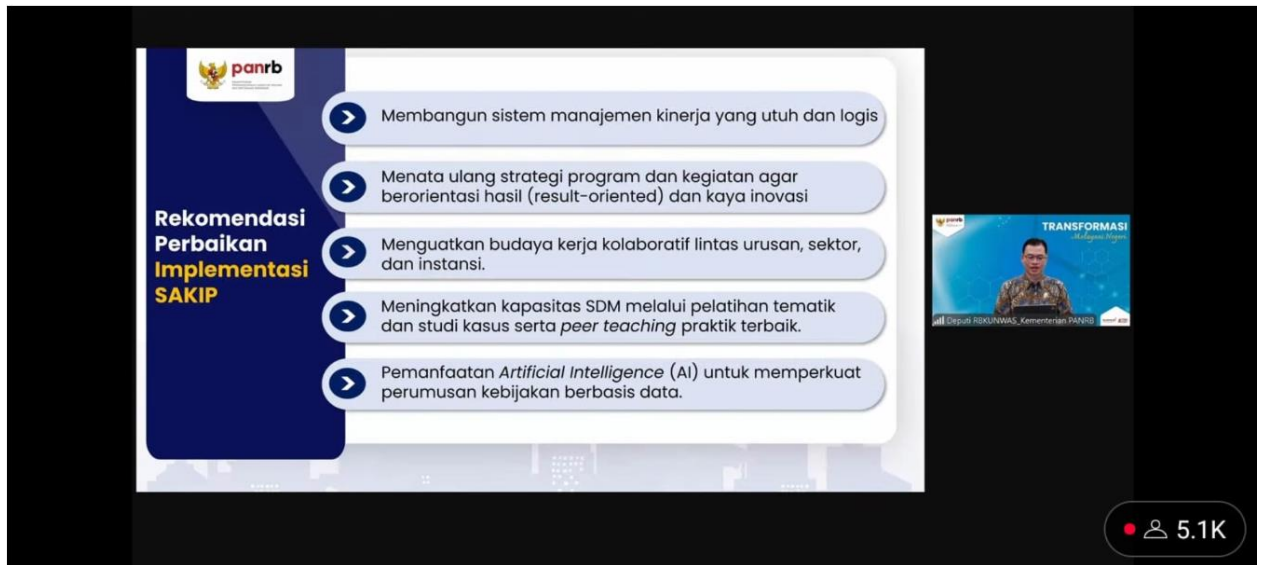 panrb
Rekomendasi
Perbaikan
Implementasi
SAKIP
Membangun sistem manajemen kinerja yang utuh dan logis
Menata ulang strategi program dan kegiatan agar
berorientasi hasil (result-oriented) dan kaya inovasi
Menguatkan budaya kerja kolaboratif lintas urusan, sektor,
dan instansi.
Meningkatkan kapasitas SDM melalui pelatihan tematik
dan studi kasus serta peer teaching praktik terbaik.
Pemanfaatan Artificial Intelligence (AI) untuk memperkuat
perumusan kebijakan berbasis data.
panrb
TRANSFORMASI
Melayani Negeri
Deputi RBKUNWAS_Kementerian PANRB
5.1K